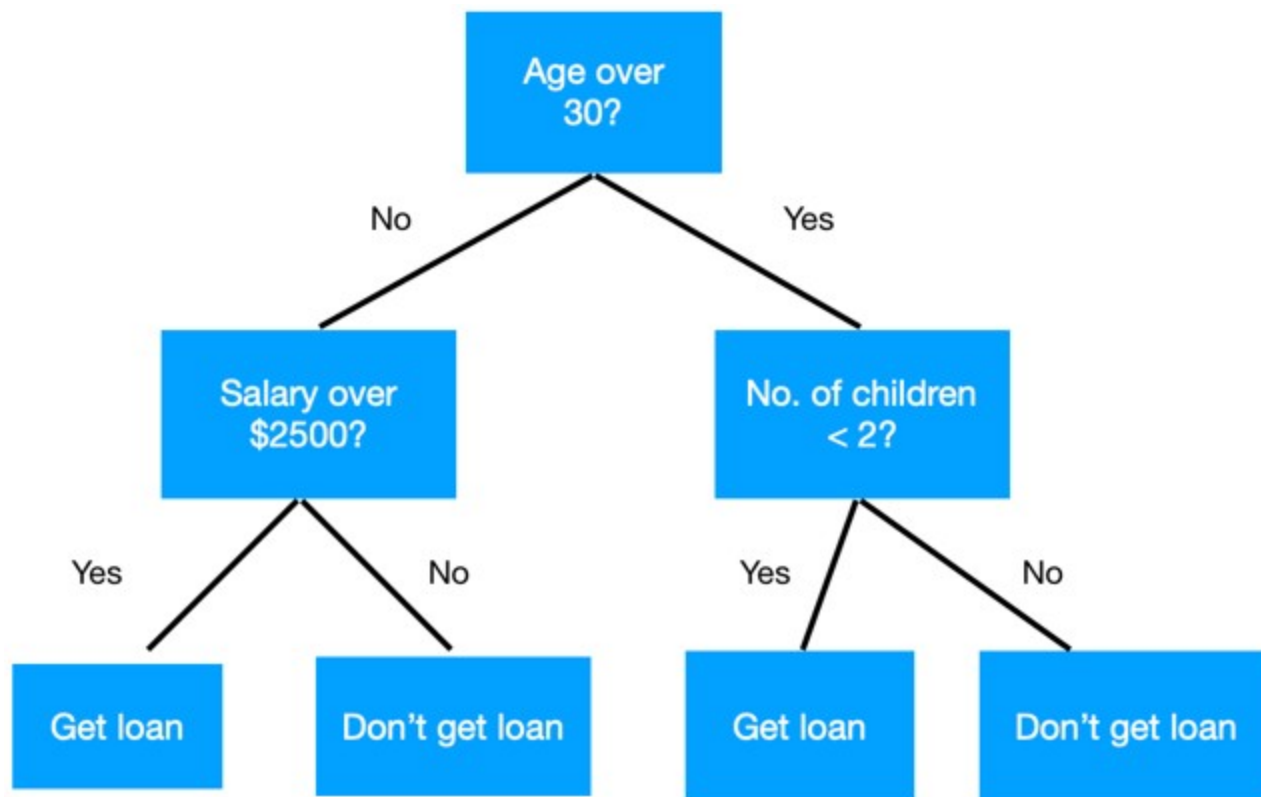 Age over
30?
No
Yes
Salary over
$2500?
No. of children
< 2?
Yes
No
Yes
No
Get loan
Don’t get loan
Get loan
Don’t get loan